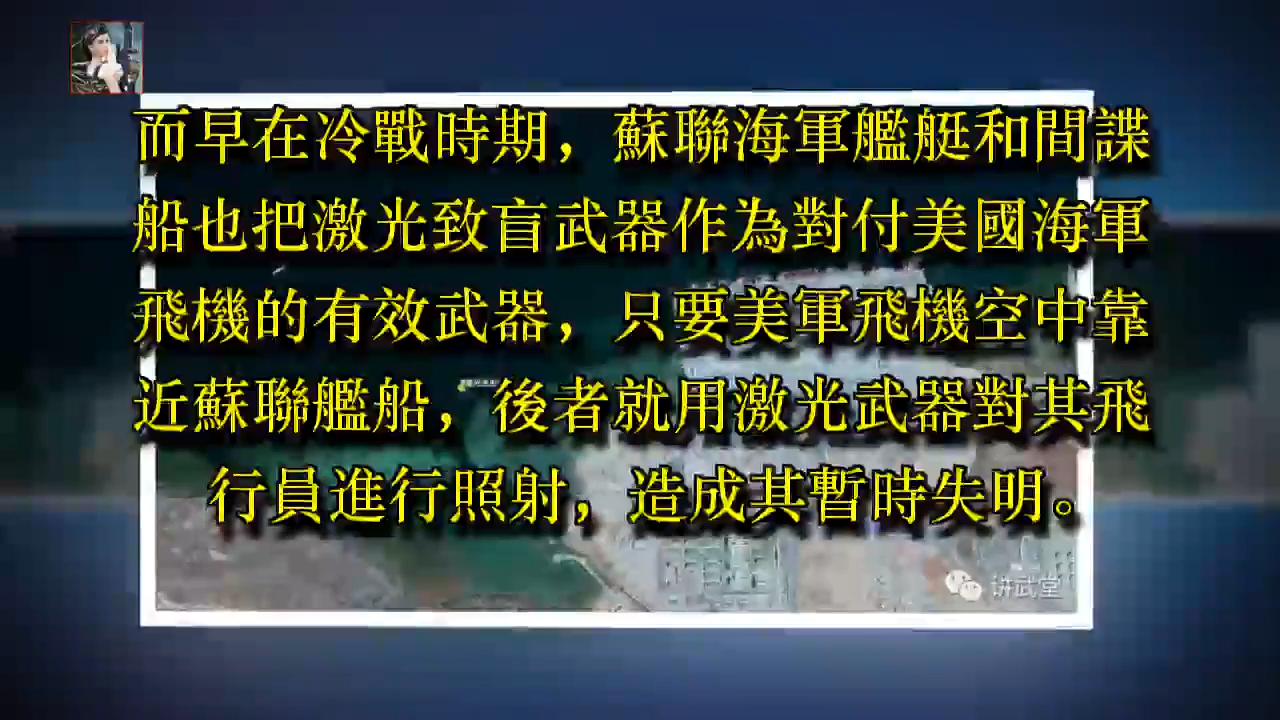 而早在冷戰時期，蘇聯海軍艦艇和間諜
船也把激光致盲武器作為對付美國海軍
飛機的有效武器，只要美軍飛機空中靠
近蘇聯艦船，後者就用激光武器對其飛
行員進行照射，造成其暫時失明。
讲武堂